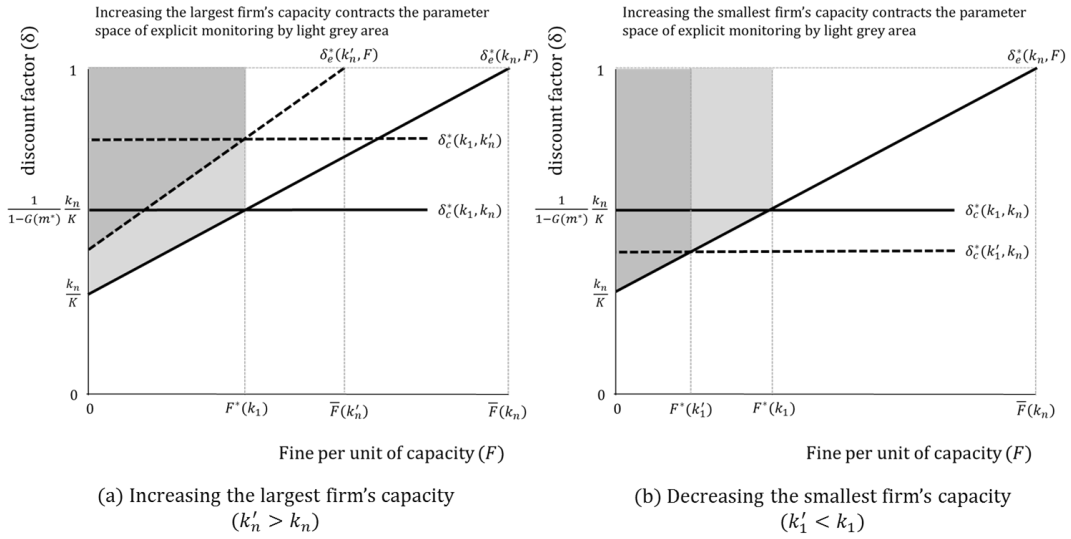 Increasing the largest firm's capacity contracts the parameter
space of explicit monitoring by light grey area
discount factor (δ)
δ*ₑ(k′ₙ, F)
δ*ₑ(kₙ, F)
1
δ*_c(k₁, k′ₙ)
1/(1−G(m*)) kₙ/K
δ*_c(k₁, kₙ)
kₙ/K
0
0
F*(k₁)
F̅(k′ₙ)
F̅(kₙ)
Fine per unit of capacity (F)
(a) Increasing the largest firm's capacity
(k′ₙ > kₙ)
Increasing the smallest firm's capacity contracts the parameter
space of explicit monitoring by light grey area
discount factor (δ)
δ*ₑ(kₙ, F)
1
1/(1−G(m*)) kₙ/K
δ*_c(k₁, kₙ)
δ*_c(k′₁, kₙ)
kₙ/K
0
0
F*(k′₁)
F*(k₁)
F̅(kₙ)
Fine per unit of capacity (F)
(b) Decreasing the smallest firm's capacity
(k′₁ < k₁)